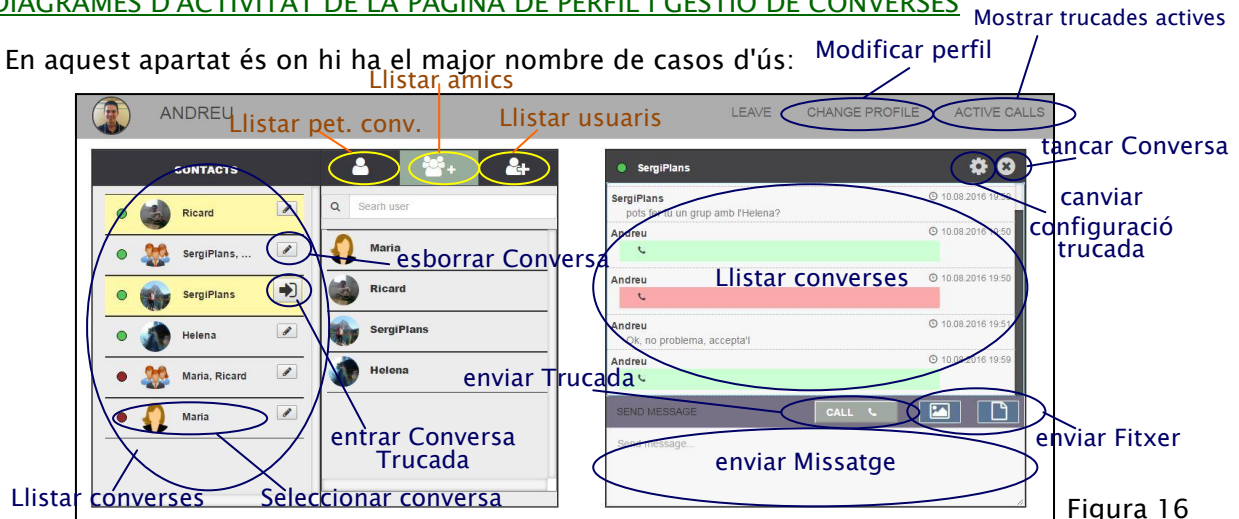 DIAGRAMES D'ACTIVITAT DE LA PÀGINA DE PERFIL I GESTIÓ DE CONVERSES
Mostrar trucades actives
En aquest apartat és on hi ha el major nombre de casos d'ús:
Modificar perfil
Llistar amics
ANDREU
Llistar pet. conv.
Llistar usuaris
LEAVE
CHANGE PROFILE
ACTIVE CALLS
tancar Conversa
CONTACTS
SergiPlans
canviar
configuració
trucada
Ricard
Searh user
SergiPlans
10.08.2016 19:50
pots fer tu un grup amb l'Helena?
SergiPlans, ...
Maria
esborrar Conversa
Andreu
10.08.2016 19:50
SergiPlans
Ricard
Llistar converses
Andreu
10.08.2016 19:50
Helena
SergiPlans
Andreu
10.08.2016 19:51
Ok, no problema, accepta'l
Maria, Ricard
Helena
enviar Trucada
Andreu
10.08.2016 19:59
Maria
SEND MESSAGE
CALL
entrar Conversa
Trucada
enviar Fitxer
Send message...
enviar Missatge
Llistar converses
Seleccionar conversa
Figura 16